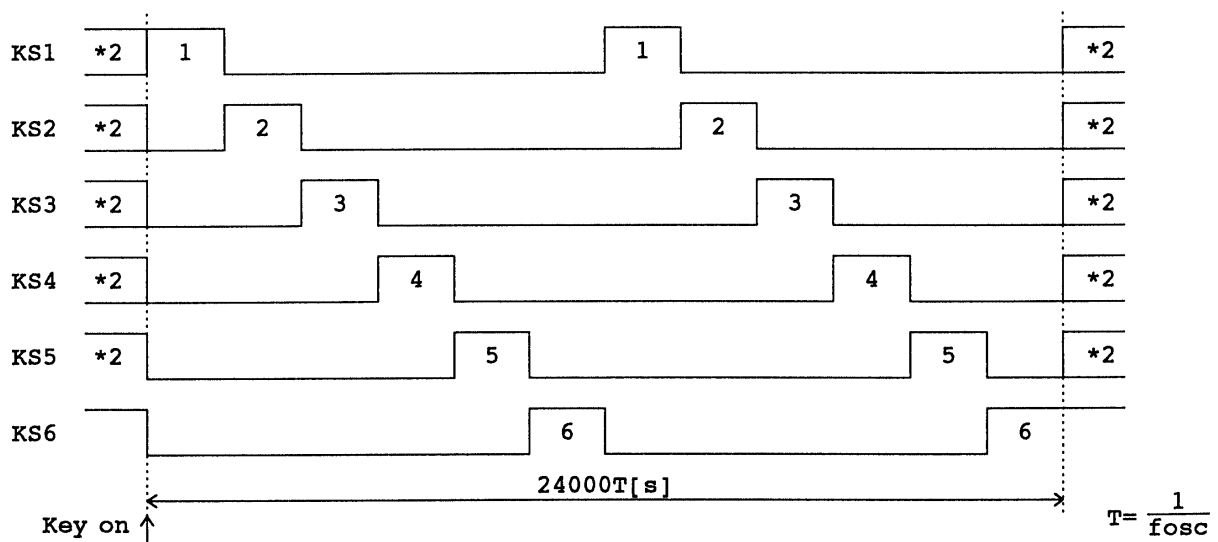 KS1 *2 1 1 *2
KS2 *2 2 2 *2
KS3 *2 3 3 *2
KS4 *2 4 4 *2
KS5 *2 5 5 *2
KS6 6 6
24000T[s]
Key on ↑ T= 1/fosc